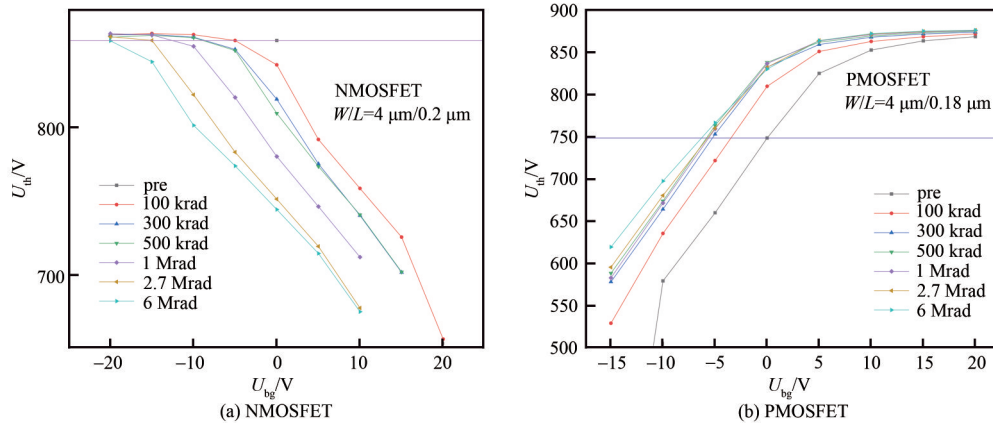 800
700
U_th/V
NMOSFET
W/L=4 μm/0.2 μm
pre
100 krad
300 krad
500 krad
1 Mrad
2.7 Mrad
6 Mrad
−20 −10 0 10 20
U_bg/V
(a) NMOSFET
900
850
800
750
700
650
600
550
500
U_th/V
PMOSFET
W/L=4 μm/0.18 μm
pre
100 krad
300 krad
500 krad
1 Mrad
2.7 Mrad
6 Mrad
−15 −10 −5 0 5 10 15 20
U_bg/V
(b) PMOSFET